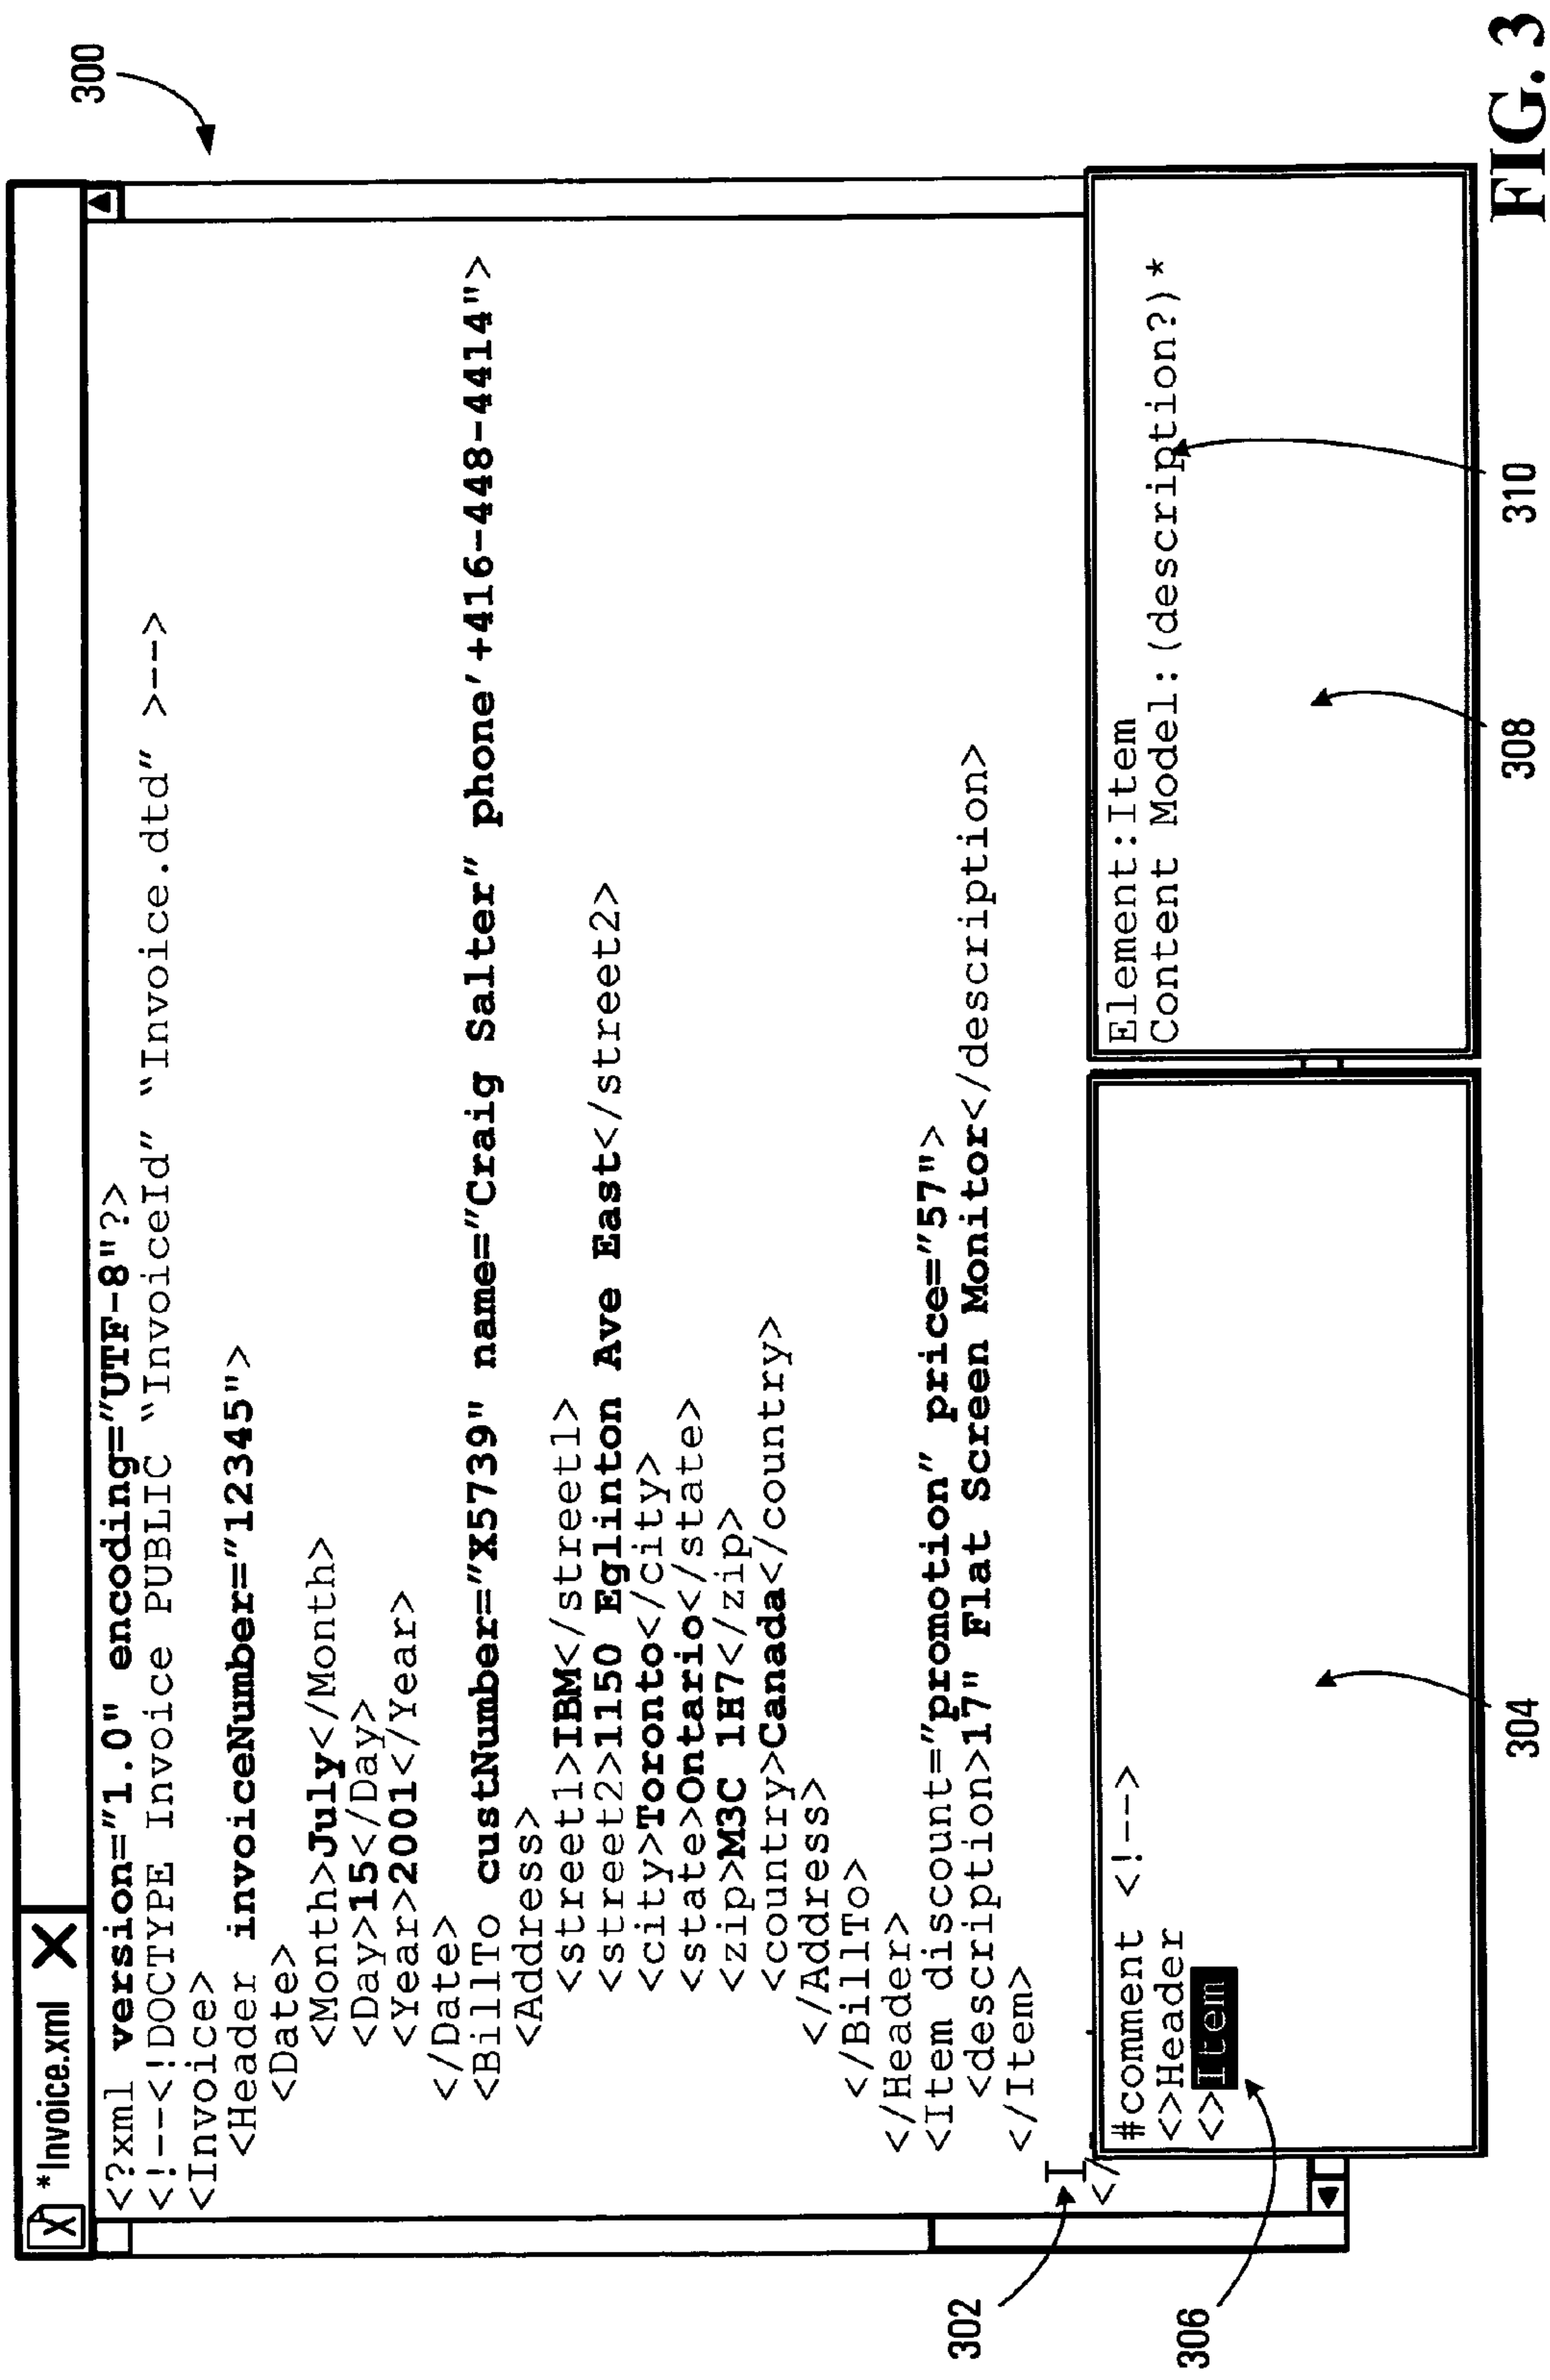 300
X *Invoice.xml X
<?xml version="1.0" encoding="UTF-8"?>
<!--<!DOCTYPE Invoice PUBLIC "InvoiceId" "Invoice.dtd" >-->
<Invoice>
<Header invoiceNumber="12345">
<Date>
<Month>July</Month>
<Day>15</Day>
<Year>2001</Year>
</Date>
<BillTo custNumber="X5739" name="Craig Salter" phone'+416-448-4414">
<Address>
<street1>IBM</street1>
<street2>1150 Eglinton Ave East</street2>
<city>Toronto</city>
<state>Ontario</state>
<zip>M3C 1H7</zip>
<country>Canada</country>
</Address>
</BillTo>
</Header>
<Item discount="promotion" price="57">
<description>17" Flat Screen Monitor</description>
</Item>
302
</
#comment <!-->
<>Header
<>Item
306
304
Element:Item
Content Model:(description?)*
308
310
FIG. 3